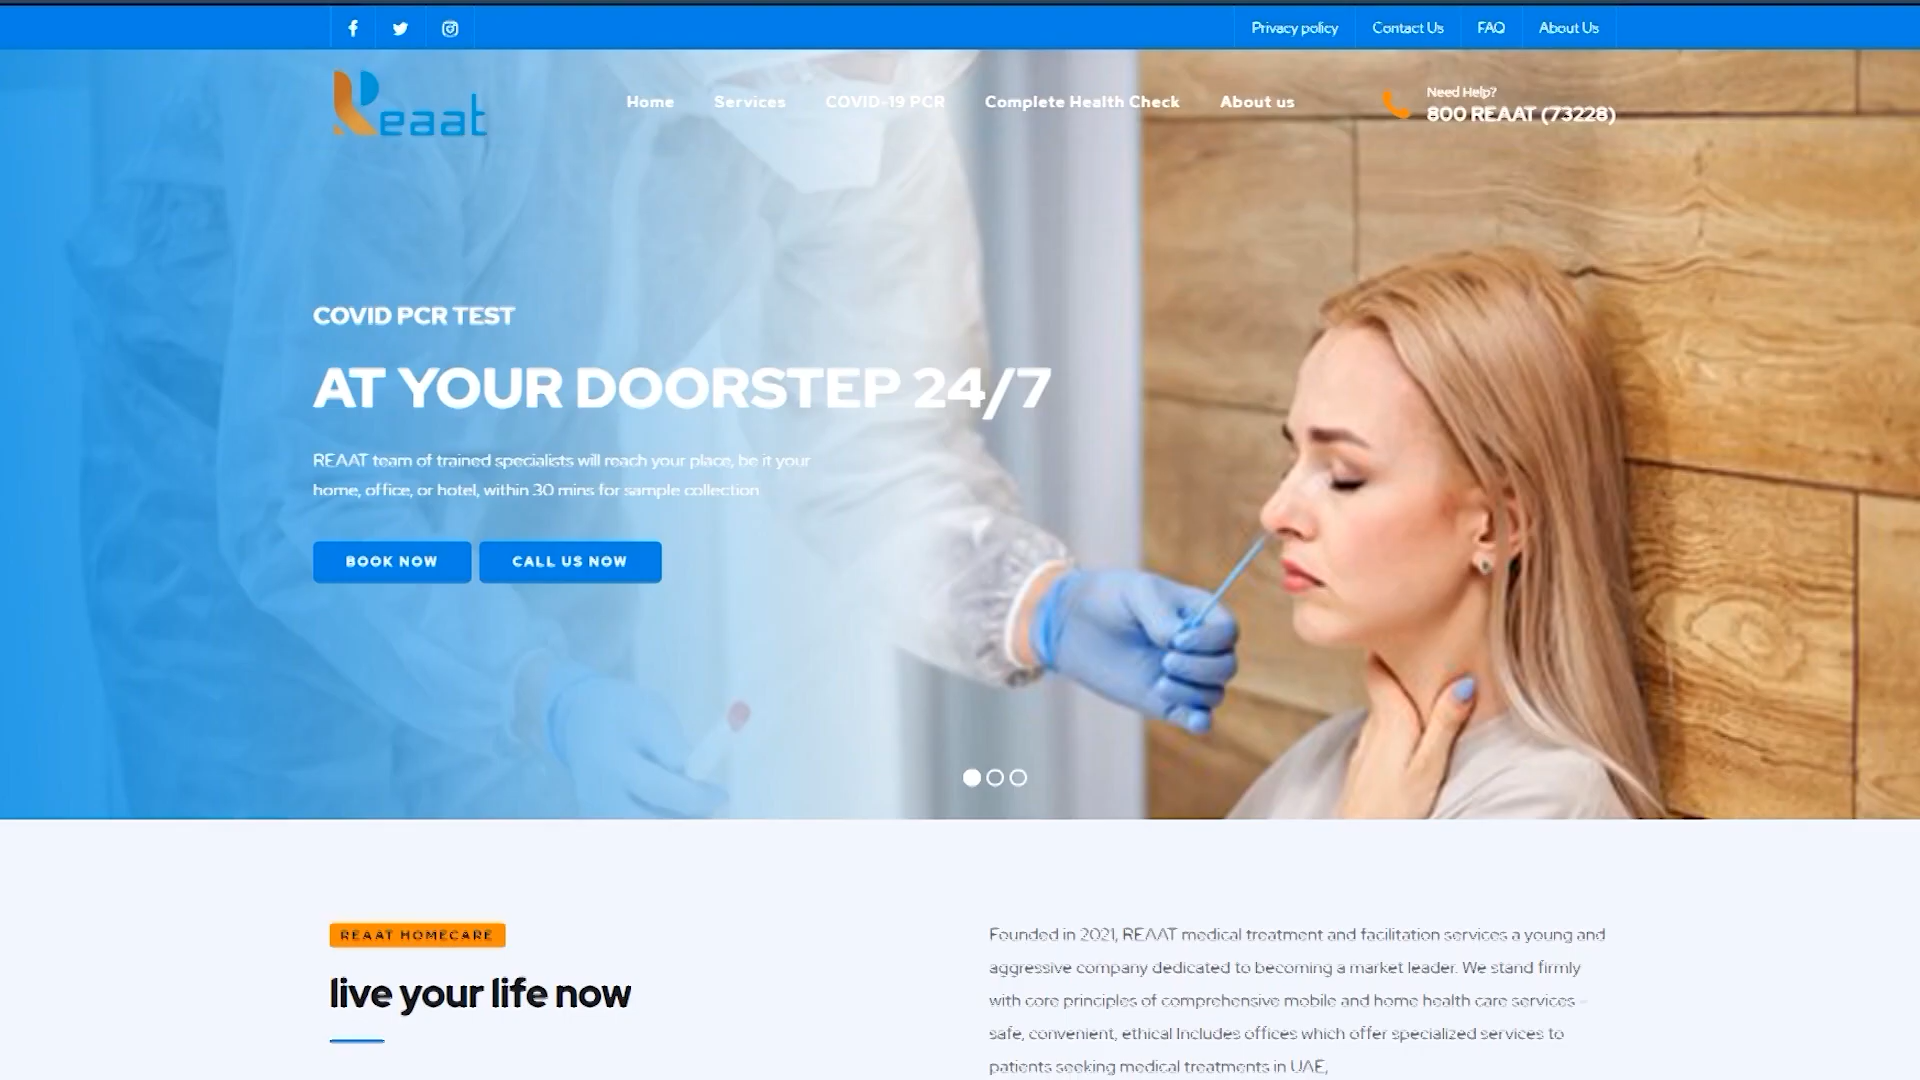 Privacy policy
Contact Us
FAQ
About Us
Reaat
Home
Services
COVID-19 PCR
Complete Health Check
About us
Need Help?
800 REAAT (73228)
COVID PCR TEST
AT YOUR DOORSTEP 24/7
REAAT team of trained specialists will reach your place, be it your
home, office, or hotel, within 30 mins for sample collection
BOOK NOW
CALL US NOW
REAAT HOMECARE
live your life now
Founded in 2021, REAAT medical treatment and facilitation services a young and
aggressive company dedicated to becoming a market leader. We stand firmly
with core principles of comprehensive mobile and home health care services –
safe, convenient, ethical Includes offices which offer specialized services to
patients seeking medical treatments in UAE,